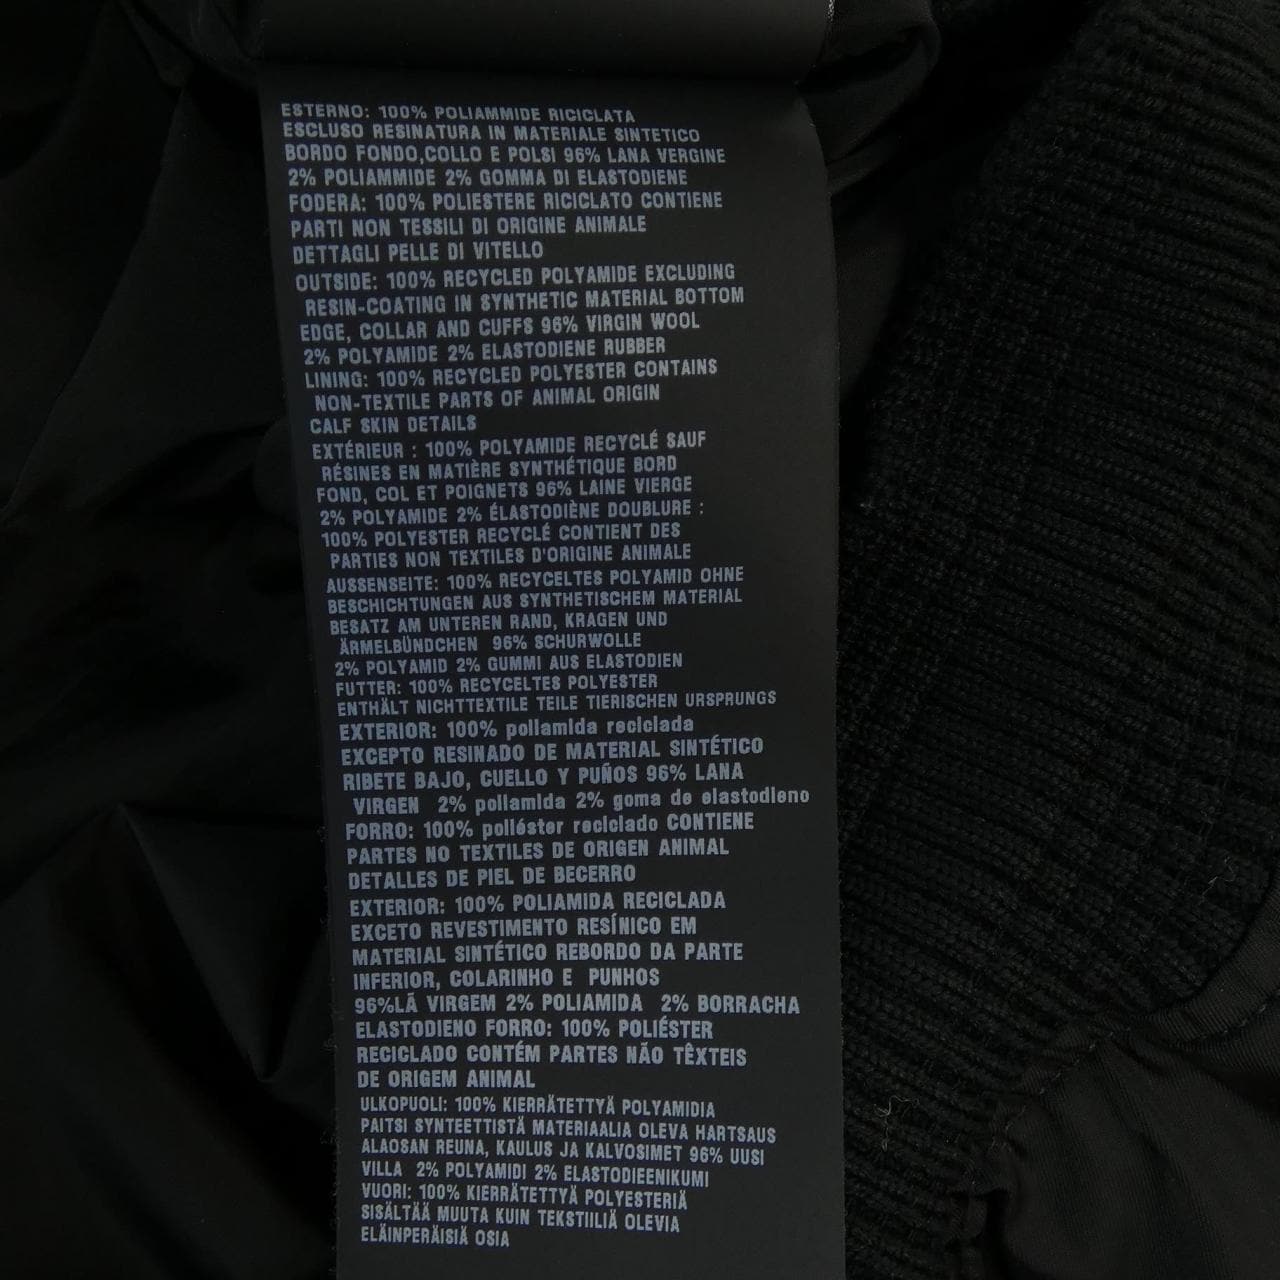 ESTERNO: 100% POLIAMMIDE RICICLATA
ESCLUSO RESINATURA IN MATERIALE SINTETICO
BORDO FONDO,COLLO E POLSI 96% LANA VERGINE
2% POLIAMMIDE 2% GOMMA DI ELASTODIENE
FODERA: 100% POLIESTERE RICICLATO CONTIENE
PARTI NON TESSILI DI ORIGINE ANIMALE
DETTAGLI PELLE DI VITELLO
OUTSIDE: 100% RECYCLED POLYAMIDE EXCLUDING
RESIN-COATING IN SYNTHETIC MATERIAL BOTTOM
EDGE, COLLAR AND CUFFS 96% VIRGIN WOOL
2% POLYAMIDE 2% ELASTODIENE RUBBER
LINING: 100% RECYCLED POLYESTER CONTAINS
NON-TEXTILE PARTS OF ANIMAL ORIGIN
CALF SKIN DETAILS
EXTÉRIEUR : 100% POLYAMIDE RECYCLÉ SAUF
RÉSINES EN MATIÈRE SYNTHÉTIQUE BORD
FOND, COL ET POIGNETS 96% LAINE VIERGE
2% POLYAMIDE 2% ÉLASTODIÈNE DOUBLURE :
100% POLYESTER RECYCLÉ CONTIENT DES
PARTIES NON TEXTILES D'ORIGINE ANIMALE
AUSSENSEITE: 100% RECYCELTES POLYAMID OHNE
BESCHICHTUNGEN AUS SYNTHETISCHEM MATERIAL
BESATZ AM UNTEREN RAND, KRAGEN UND
ÄRMELBÜNDCHEN 96% SCHURWOLLE
2% POLYAMID 2% GUMMI AUS ELASTODIEN
FUTTER: 100% RECYCELTES POLYESTER
ENTHÄLT NICHTTEXTILE TEILE TIERISCHEN URSPRUNGS
EXTERIOR: 100% poliamida reciclada
EXCEPTO RESINADO DE MATERIAL SINTÉTICO
RIBETE BAJO, CUELLO Y PUÑOS 96% LANA
VIRGEN 2% poliamida 2% goma de elastodieno
FORRO: 100% poliéster reciclado CONTIENE
PARTES NO TEXTILES DE ORIGEN ANIMAL
DETALLES DE PIEL DE BECERRO
EXTERIOR: 100% POLIAMIDA RECICLADA
EXCETO REVESTIMENTO RESÍNICO EM
MATERIAL SINTÉTICO REBORDO DA PARTE
INFERIOR, COLARINHO E PUNHOS
96%LÃ VIRGEM 2% POLIAMIDA 2% BORRACHA
ELASTODIENO FORRO: 100% POLIÉSTER
RECICLADO CONTÉM PARTES NÃO TÊXTEIS
DE ORIGEM ANIMAL
ULKOPUOLI: 100% KIERRÄTETTYÄ POLYAMIDIA
PAITSI SYNTEETTISTÄ MATERIAALIA OLEVA HARTSAUS
ALAOSAN REUNA, KAULUS JA KALVOSIMET 96% UUSI
VILLA 2% POLYAMIDI 2% ELASTODIEENIKUMI
VUORI: 100% KIERRÄTETTYÄ POLYESTERIÄ
SISÄLTÄÄ MUUTA KUIN TEKSTIILIÄ OLEVIA
ELÄINPERÄISIÄ OSIA